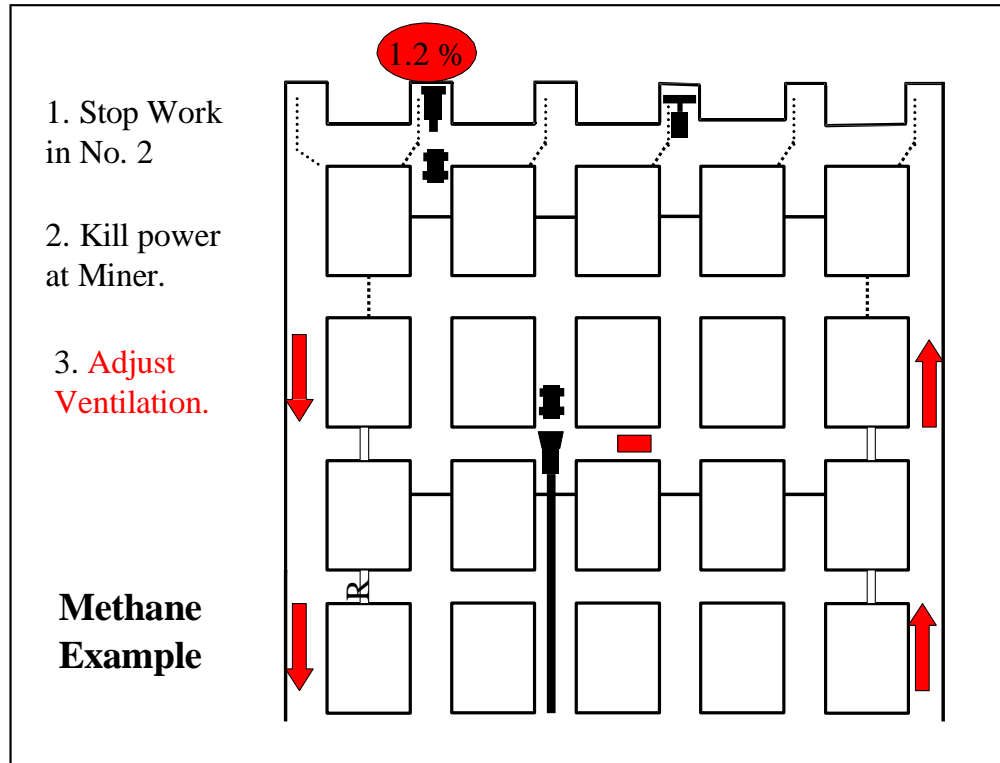 1.2 %
1. Stop Work
in No. 2
2. Kill power
at Miner.
3. Adjust
Ventilation.
R
Methane
Example